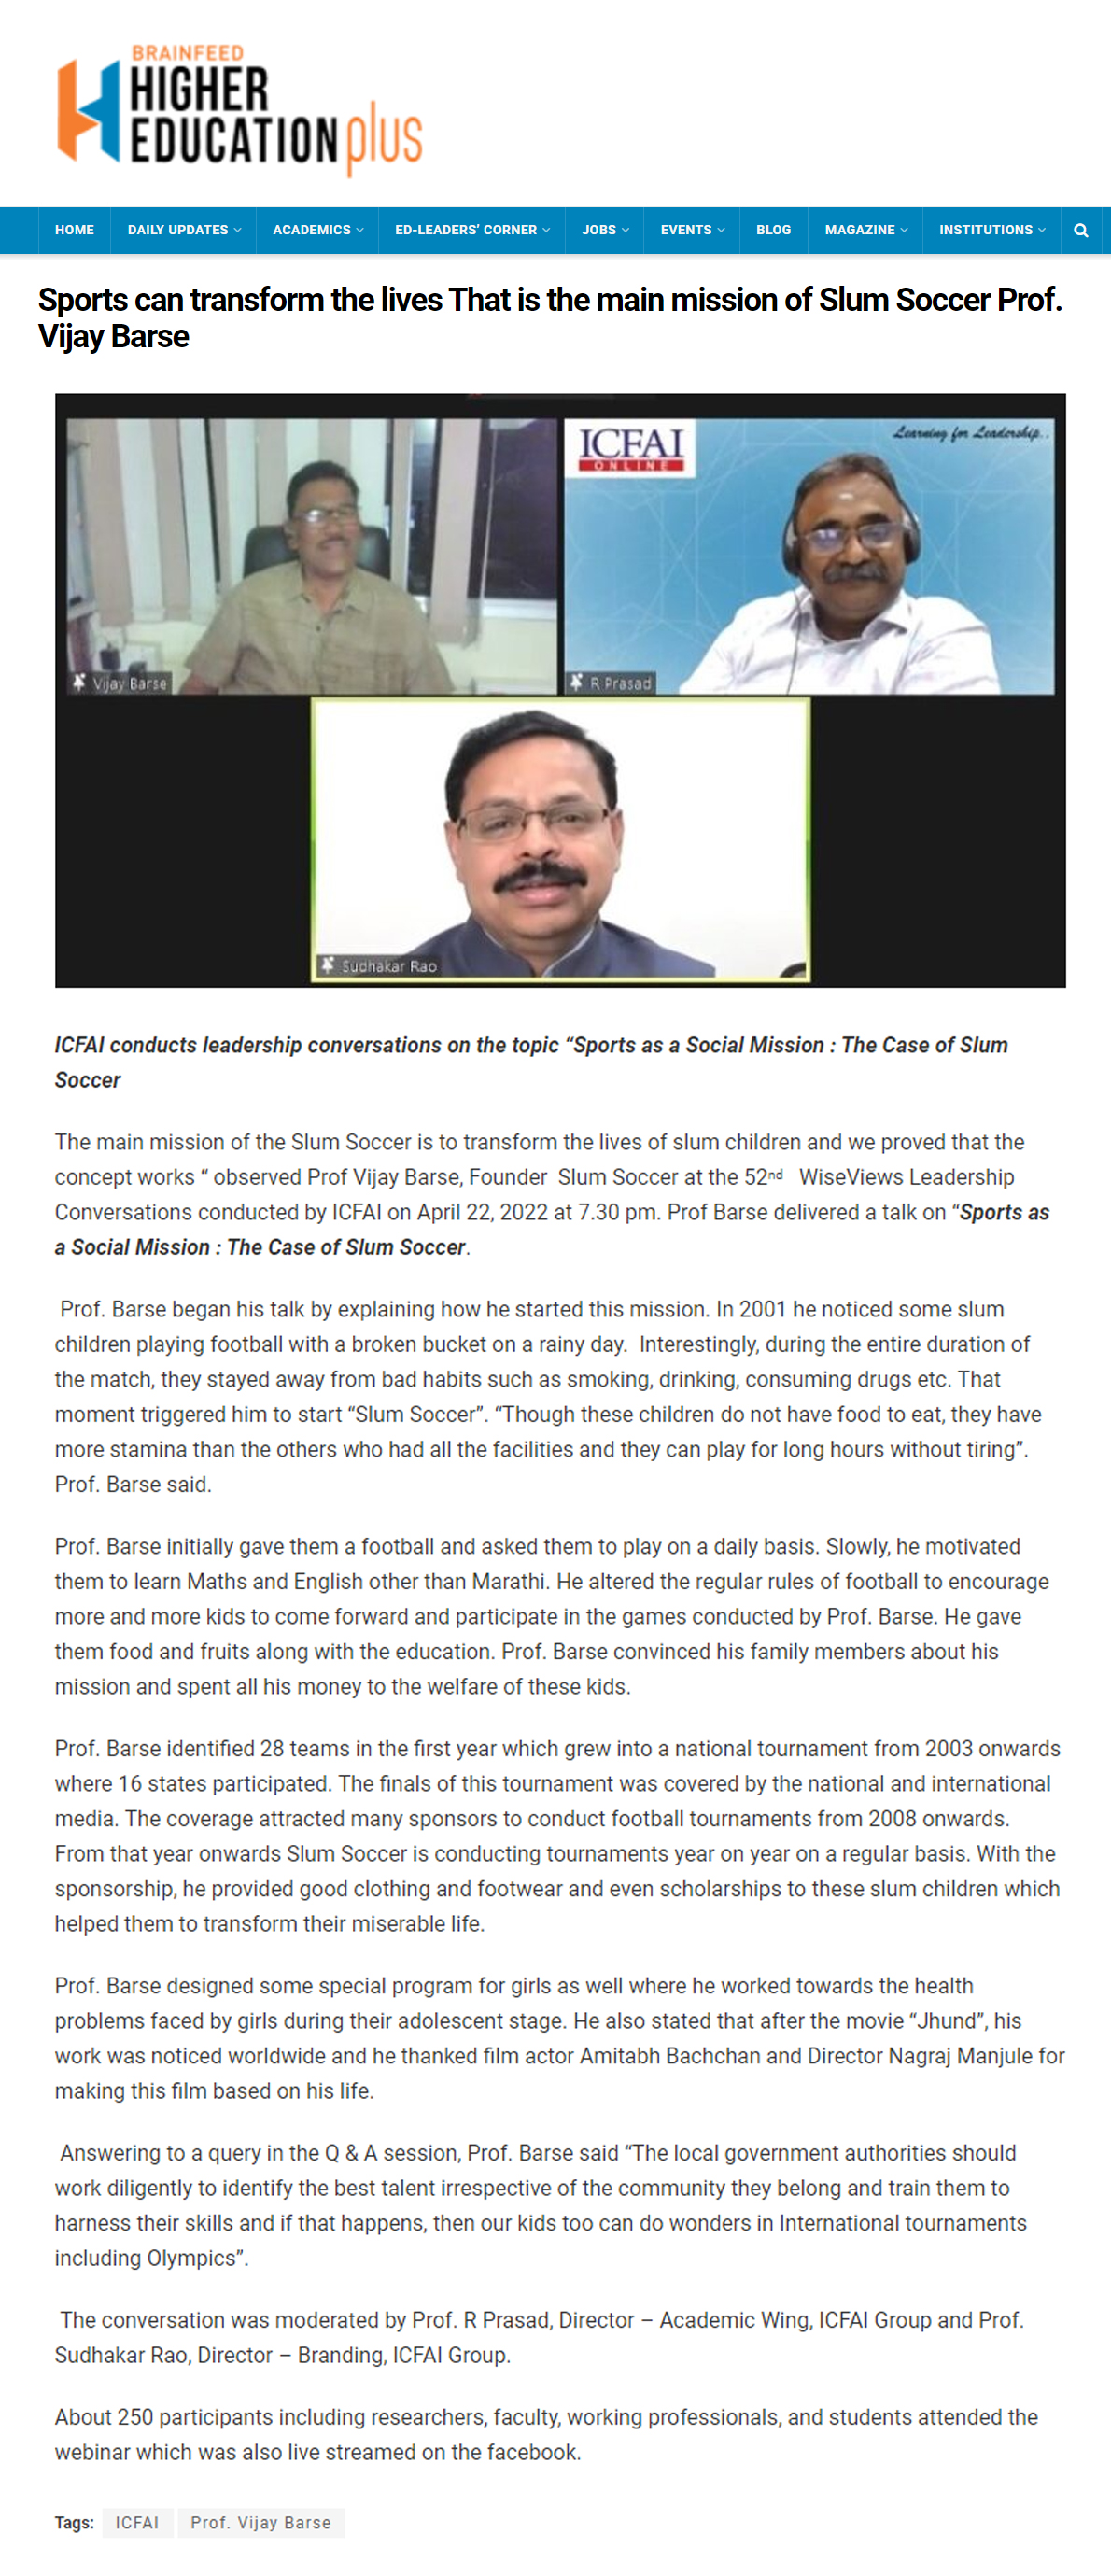 BRAINFEED
HIGHER
EDUCATION plus
HOME DAILY UPDATES ACADEMICS ED-LEADERS’ CORNER JOBS EVENTS BLOG MAGAZINE INSTITUTIONS
Sports can transform the lives That is the main mission of Slum Soccer Prof.
Vijay Barse
ICFAI
ONLINE
Learning for Leadership..
Vijay Barse
R Prasad
Sudhakar Rao
ICFAI conducts leadership conversations on the topic “Sports as a Social Mission : The Case of Slum
Soccer
The main mission of the Slum Soccer is to transform the lives of slum children and we proved that the
concept works “ observed Prof Vijay Barse, Founder Slum Soccer at the 52nd WiseViews Leadership
Conversations conducted by ICFAI on April 22, 2022 at 7.30 pm. Prof Barse delivered a talk on “Sports as
a Social Mission : The Case of Slum Soccer.
Prof. Barse began his talk by explaining how he started this mission. In 2001 he noticed some slum
children playing football with a broken bucket on a rainy day. Interestingly, during the entire duration of
the match, they stayed away from bad habits such as smoking, drinking, consuming drugs etc. That
moment triggered him to start “Slum Soccer”. “Though these children do not have food to eat, they have
more stamina than the others who had all the facilities and they can play for long hours without tiring”.
Prof. Barse said.
Prof. Barse initially gave them a football and asked them to play on a daily basis. Slowly, he motivated
them to learn Maths and English other than Marathi. He altered the regular rules of football to encourage
more and more kids to come forward and participate in the games conducted by Prof. Barse. He gave
them food and fruits along with the education. Prof. Barse convinced his family members about his
mission and spent all his money to the welfare of these kids.
Prof. Barse identified 28 teams in the first year which grew into a national tournament from 2003 onwards
where 16 states participated. The finals of this tournament was covered by the national and international
media. The coverage attracted many sponsors to conduct football tournaments from 2008 onwards.
From that year onwards Slum Soccer is conducting tournaments year on year on a regular basis. With the
sponsorship, he provided good clothing and footwear and even scholarships to these slum children which
helped them to transform their miserable life.
Prof. Barse designed some special program for girls as well where he worked towards the health
problems faced by girls during their adolescent stage. He also stated that after the movie “Jhund”, his
work was noticed worldwide and he thanked film actor Amitabh Bachchan and Director Nagraj Manjule for
making this film based on his life.
Answering to a query in the Q & A session, Prof. Barse said “The local government authorities should
work diligently to identify the best talent irrespective of the community they belong and train them to
harness their skills and if that happens, then our kids too can do wonders in International tournaments
including Olympics”.
The conversation was moderated by Prof. R Prasad, Director – Academic Wing, ICFAI Group and Prof.
Sudhakar Rao, Director – Branding, ICFAI Group.
About 250 participants including researchers, faculty, working professionals, and students attended the
webinar which was also live streamed on the facebook.
Tags: ICFAI Prof. Vijay Barse